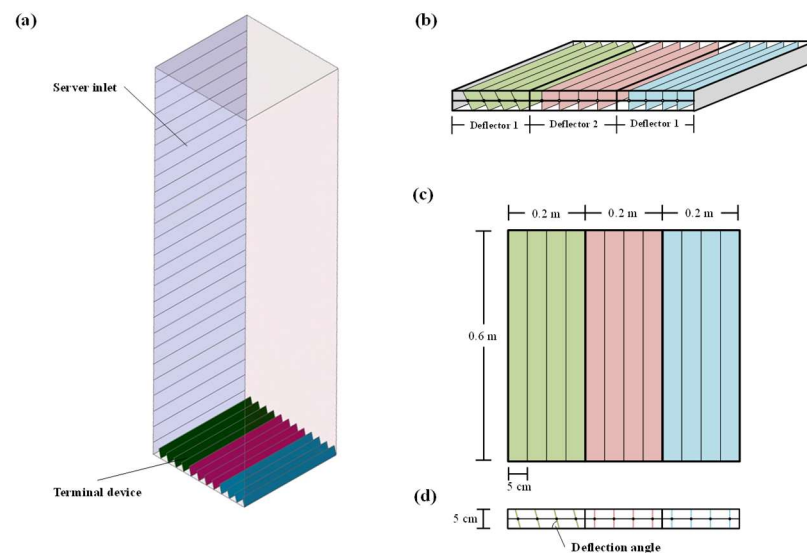 (a)
Server inlet
Terminal device
(b)
Deflector 1
Deflector 2
Deflector 1
(c)
0.2 m
0.2 m
0.2 m
0.6 m
5 cm
(d)
5 cm
Deflection angle